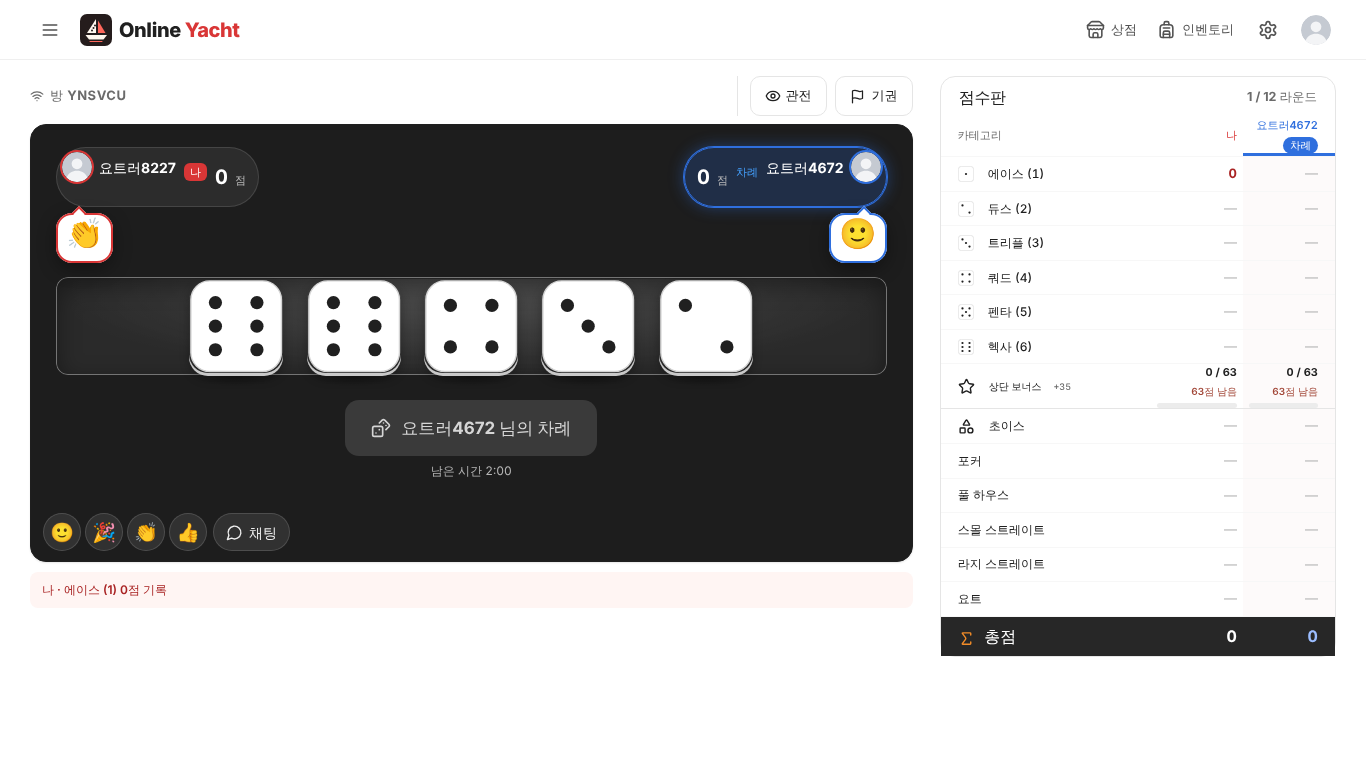 Online Yacht
상점
인벤토리
방 YNSVCU
관전
기권
요트러8227
나
0 점
0 점
차례
요트러4672
요트러4672 님의 차례
남은 시간 2:00
채팅
나 · 에이스 (1) 0점 기록
점수판
1 / 12 라운드
카테고리
나
요트러4672
차례
에이스 (1)
0
—
듀스 (2)
—
—
트리플 (3)
—
—
쿼드 (4)
—
—
펜타 (5)
—
—
헥사 (6)
—
—
상단 보너스 +35
0 / 63
63점 남음
0 / 63
63점 남음
초이스
—
—
포커
—
—
풀 하우스
—
—
스몰 스트레이트
—
—
라지 스트레이트
—
—
요트
—
—
Σ 총점
0
0